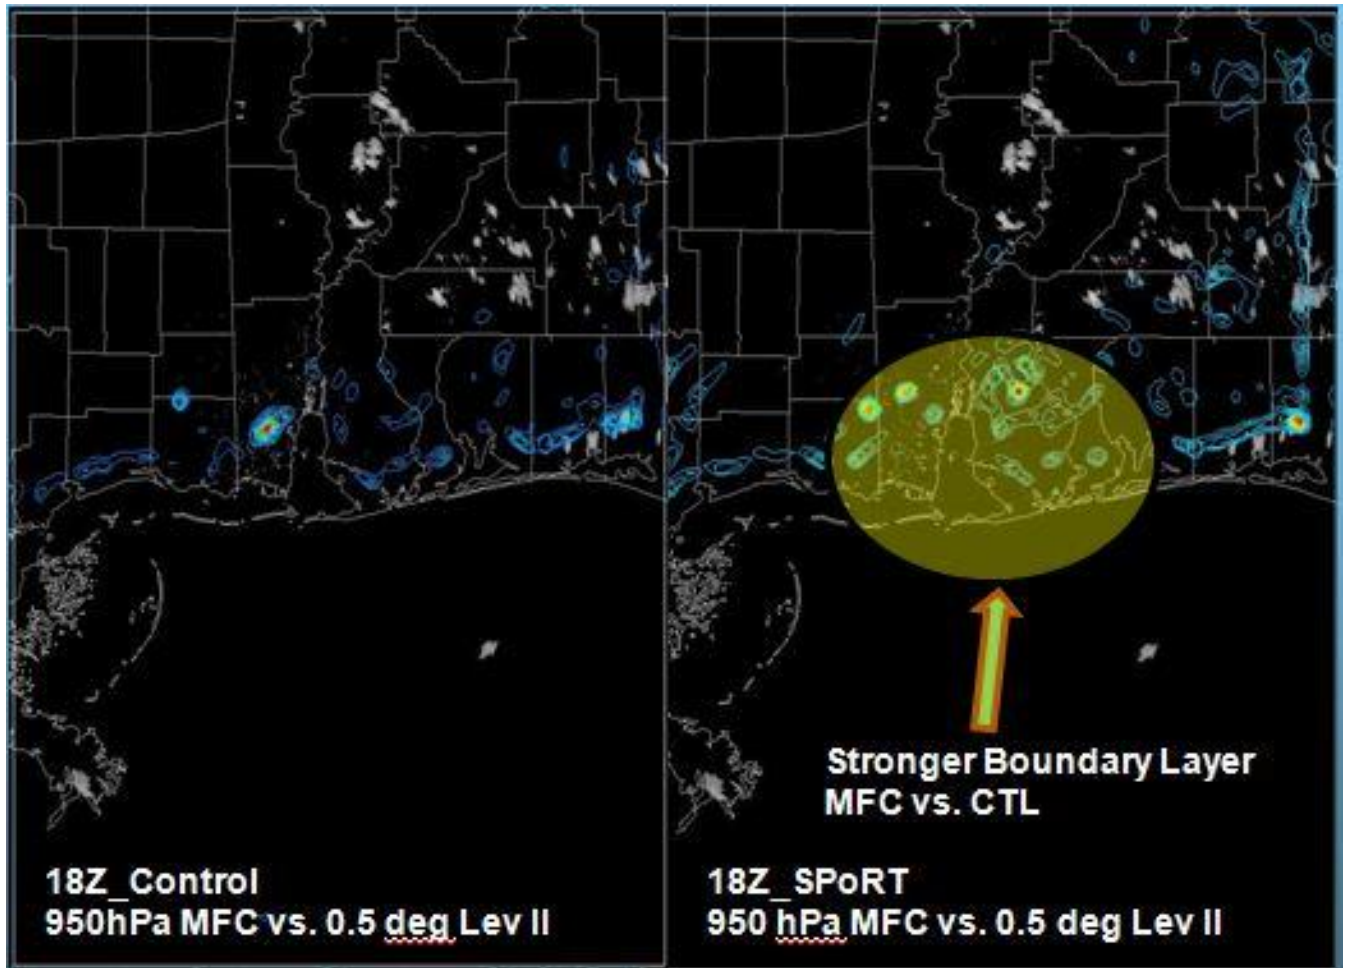 Stronger Boundary Layer
MFC vs. CTL
18Z_Control
950hPa MFC vs. 0.5 deg Lev II
18Z_SPoRT
950 hPa MFC vs. 0.5 deg Lev II